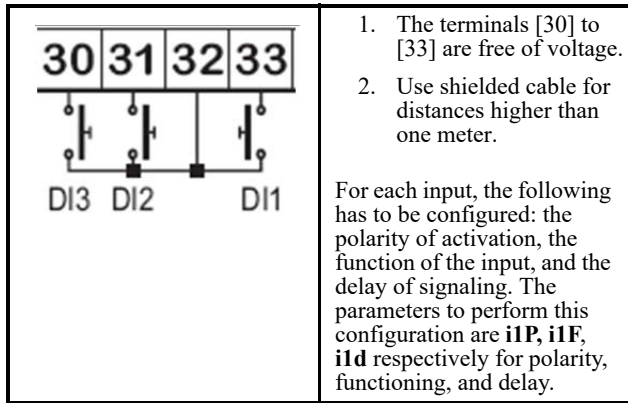 30 31 32 33
DI3 DI2 DI1
1. The terminals [30] to
[33] are free of voltage.
2. Use shielded cable for
distances higher than
one meter.
For each input, the following
has to be configured: the
polarity of activation, the
function of the input, and the
delay of signaling. The
parameters to perform this
configuration are i1P, i1F,
i1d respectively for polarity,
functioning, and delay.